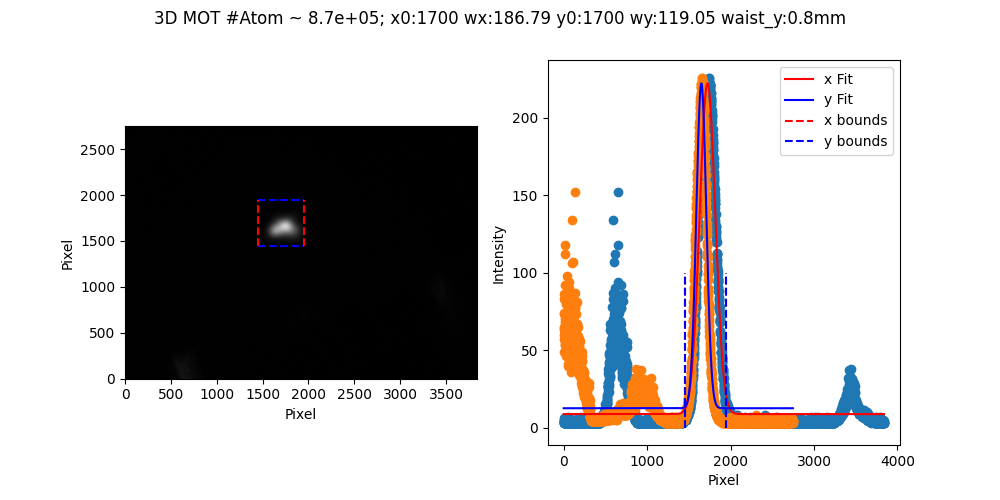 3D MOT #Atom ~ 8.7e+05; x0:1700 wx:186.79 y0:1700 wy:119.05 waist_y:0.8mm
2500
2000
1500
1000
500
0
Pixel
0 500 1000 1500 2000 2500 3000 3500
Pixel
200
150
100
50
0
Intensity
0 1000 2000 3000 4000
Pixel
x Fit
y Fit
x bounds
y bounds